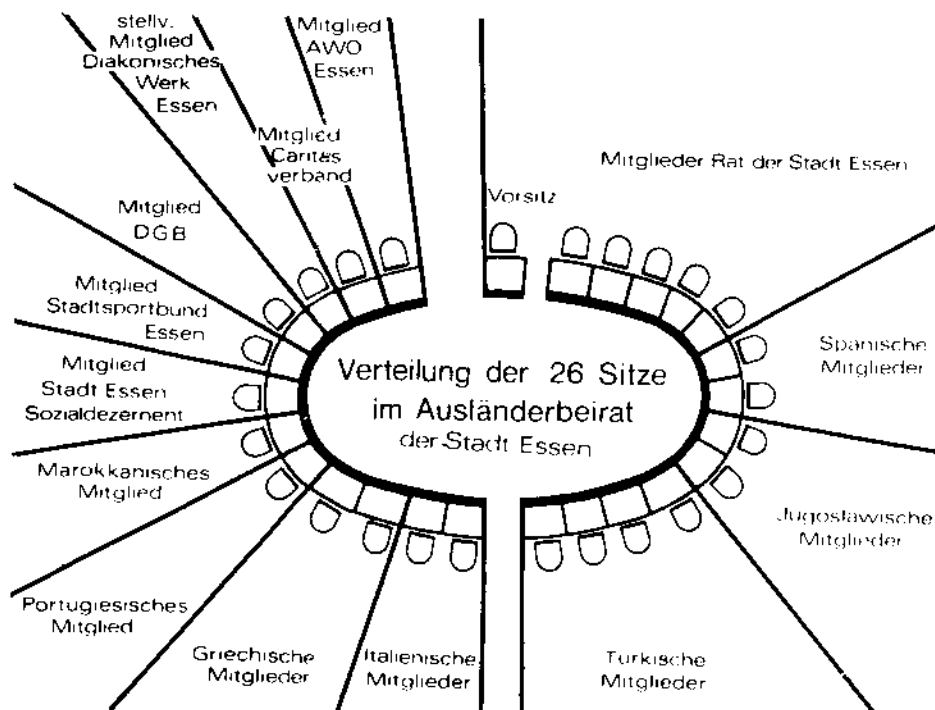 stellv.
Mitglied
Diakonisches
Werk
Essen
Mitglied
AWO
Essen
Mitglied
Caritas
verband
Mitglieder Rat der Stadt Essen
Vorsitz
Mitglied
DGB
Mitglied
Stadtsportbund
Essen
Mitglied
Stadt Essen
Sozialdezernent
Marokkanisches
Mitglied
Portugiesisches
Mitglied
Griechische
Mitglieder
Italienische
Mitglieder
Türkische
Mitglieder
Jugoslawische
Mitglieder
Spanische
Mitglieder
Verteilung der 26 Sitze
im Ausländerbeirat
der Stadt Essen